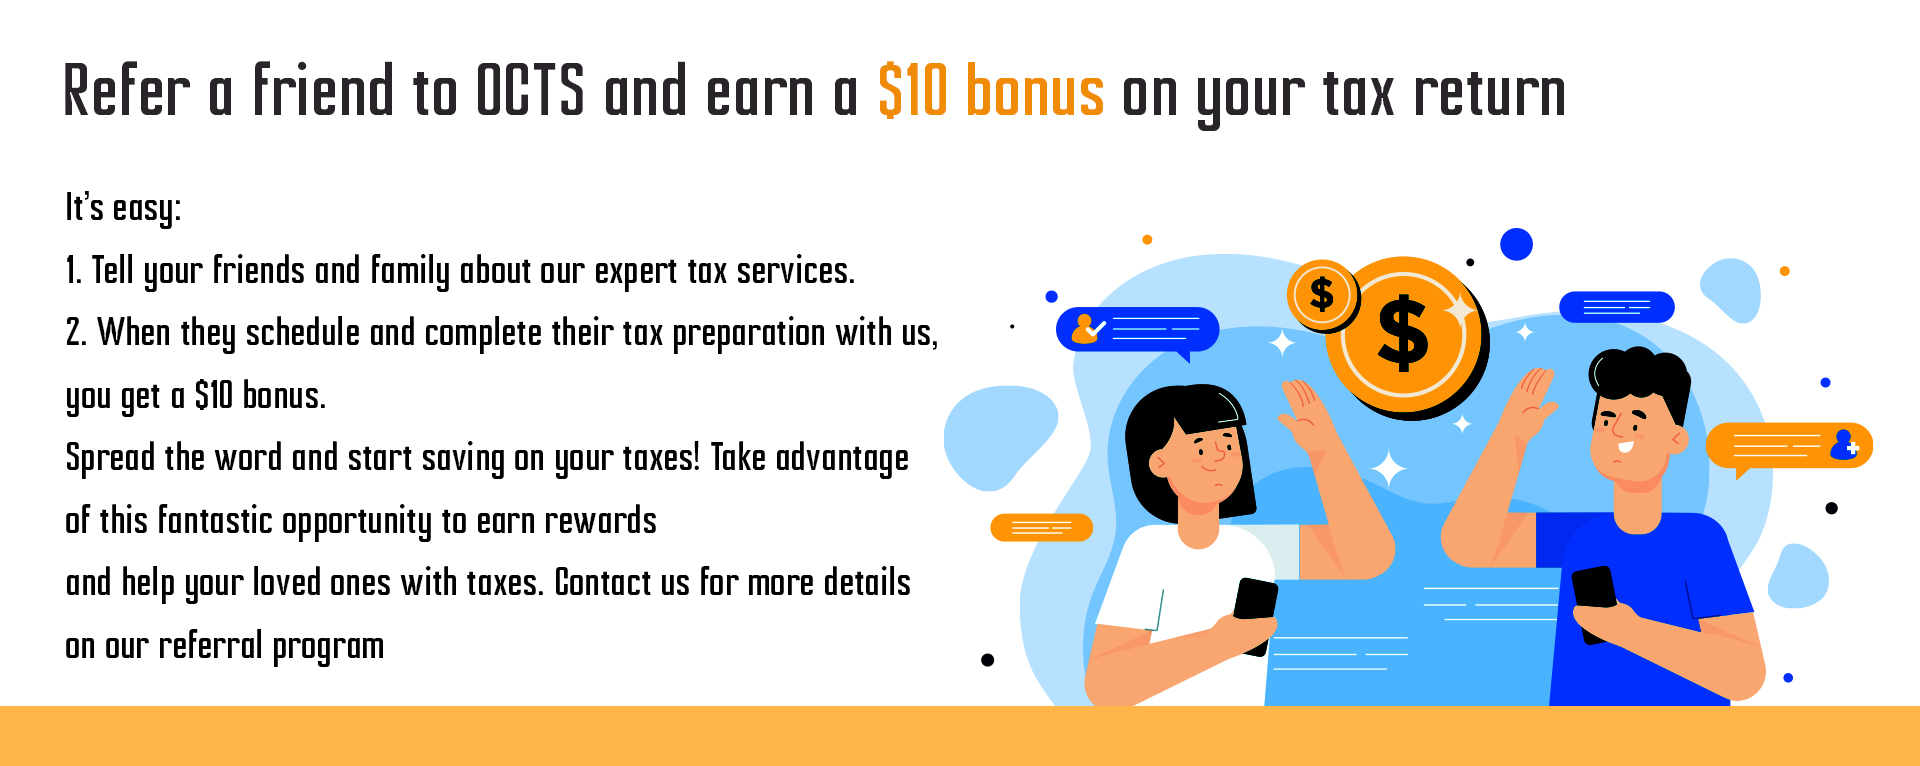 Refer a friend to OCTS and earn a $10 bonus on your tax return
It's easy:
1. Tell your friends and family about our expert tax services.
2. When they schedule and complete their tax preparation with us,
you get a $10 bonus.
Spread the word and start saving on your taxes! Take advantage
of this fantastic opportunity to earn rewards
and help your loved ones with taxes. Contact us for more details
on our referral program
$
$